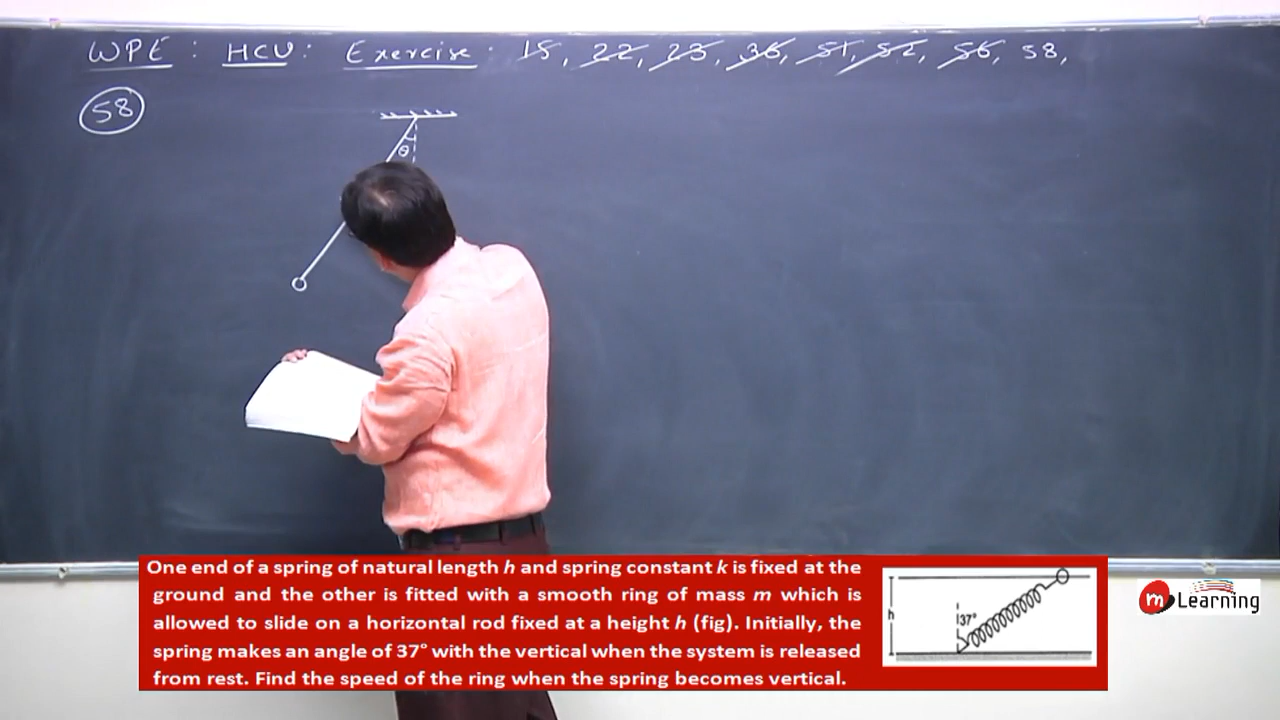 WPE : HCV : Exercise : 15, 22, 23, 36, 51, 52, 56, 58,
58
θ
One end of a spring of natural length h and spring constant k is fixed at the
ground and the other is fitted with a smooth ring of mass m which is
allowed to slide on a horizontal rod fixed at a height h (fig). Initially, the
spring makes an angle of 37° with the vertical when the system is released
from rest. Find the speed of the ring when the spring becomes vertical.
h
37°
m Learning